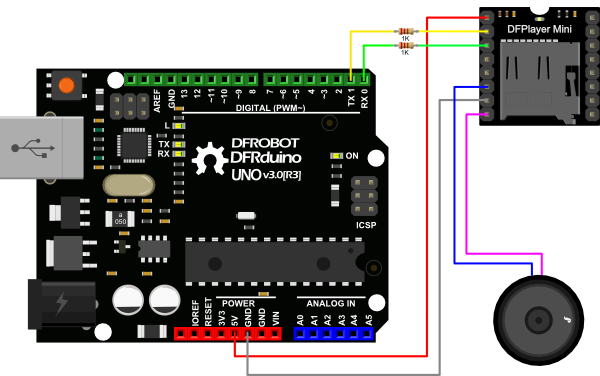 DFPlayer Mini
1K
1K
AREF
GND
13
12
~11
~10
~9
8
7
~6
~5
4
~3
2
TX 1
RX 0
DIGITAL (PWM~)
L
TX
RX
DFROBOT
DFRduino
UNO v3.0[R3]
ON
ICSP
a
050
IOREF
RESET
3V3
5V
GND
GND
VIN
POWER
ANALOG IN
A0
A1
A2
A3
A4
A5